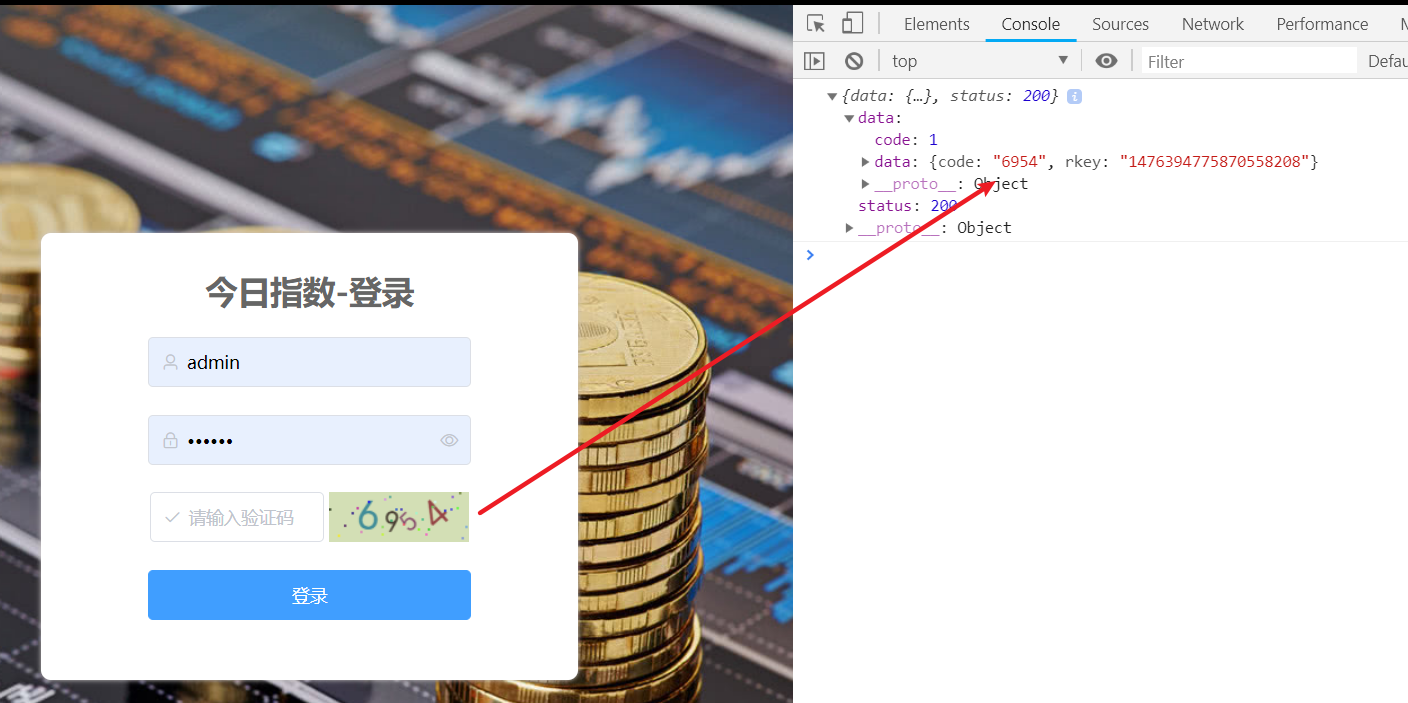 今日指数-登录
admin
••••••
请输入验证码
6954
登录
Elements Console Sources Network Performance
top Filter Defau
{data: {…}, status: 200} i
data:
code: 1
data: {code: "6954", rkey: "1476394775870558208"}
__proto__: Object
status: 200
__proto__: Object